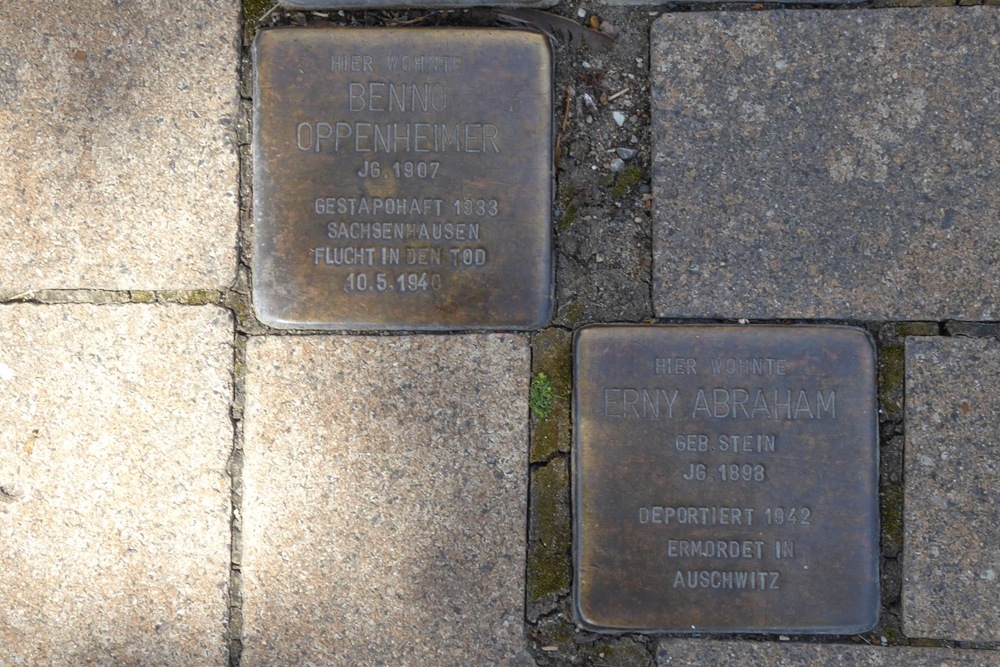 HIER WOHNTE
BENNO
OPPENHEIMER
JG. 1907
GESTAPOHAFT 1933
SACHSENHAUSEN
FLUCHT IN DEN TOD
10.5.1940
HIER WOHNTE
ERNY ABRAHAM
GEB. STEIN
JG. 1893
DEPORTIERT 1942
ERMORDET IN
AUSCHWITZ